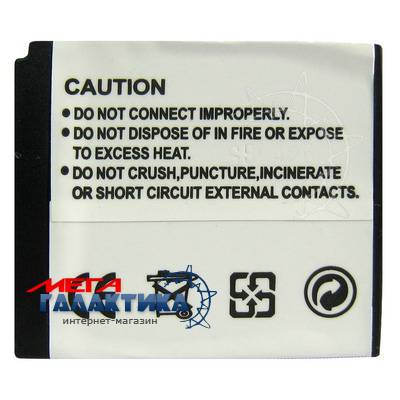 CAUTION
•DO NOT CONNECT IMPROPERLY.
•DO NOT DISPOSE OF IN FIRE OR EXPOSE
TO EXCESS HEAT.
•DO NOT CRUSH,PUNCTURE,INCINERATE
OR SHORT CIRCUIT EXTERNAL CONTACTS.
МЕГА
ГАЛАКТИКА
интернет-магазин